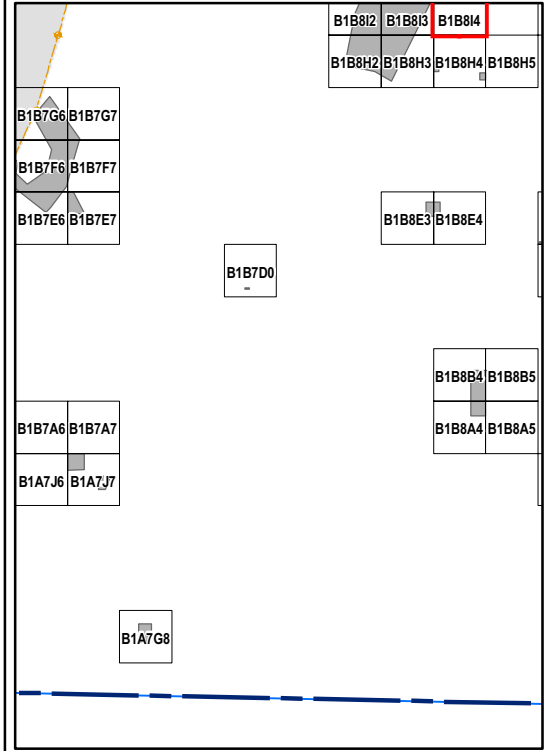 B1B8I2 B1B8I3 B1B8I4
B1B8H2 B1B8H3 B1B8H4 B1B8H5
B1B7G6 B1B7G7
B1B7F6 B1B7F7
B1B7E6 B1B7E7 B1B8E3 B1B8E4
B1B7D0
B1B8B4 B1B8B5
B1B7A6 B1B7A7 B1B8A4 B1B8A5
B1A7J6 B1A7J7
B1A7G8